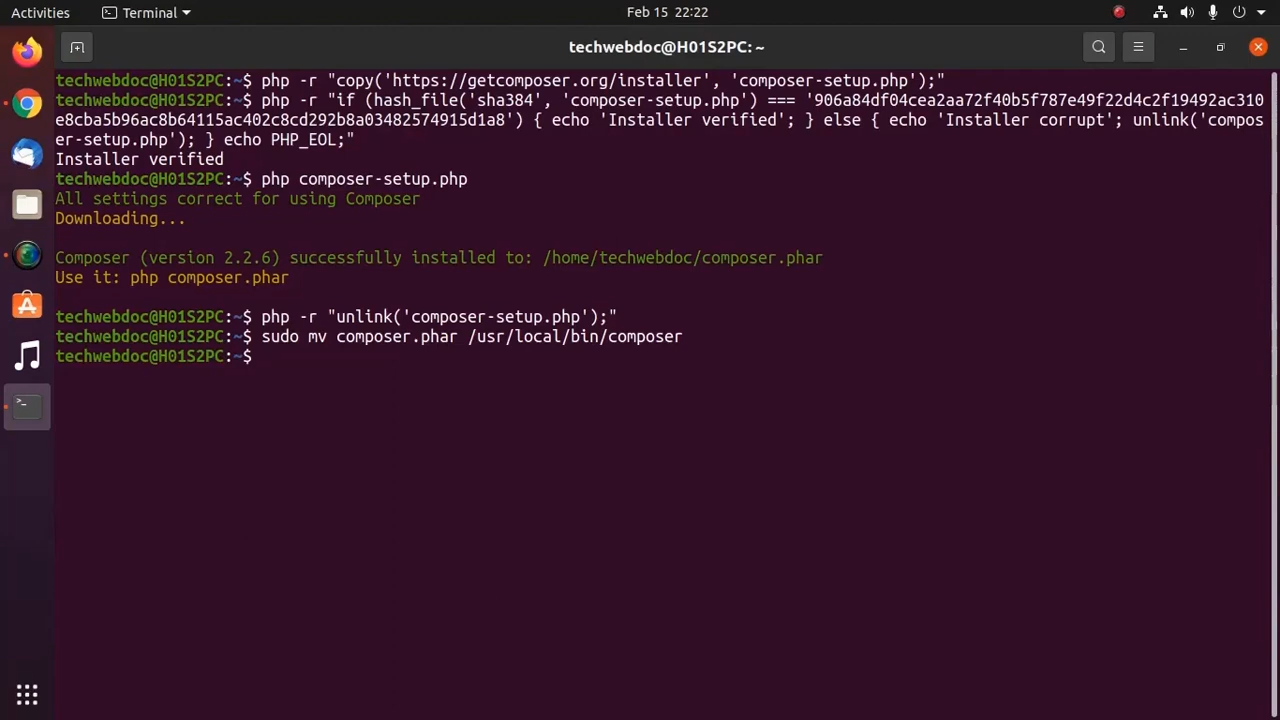 Activities Terminal Feb 15 22:22
techwebdoc@H01S2PC: ~
techwebdoc@H01S2PC:~$ php -r "copy('https://getcomposer.org/installer', 'composer-setup.php');"
techwebdoc@H01S2PC:~$ php -r "if (hash_file('sha384', 'composer-setup.php') === '906a84df04cea2aa72f40b5f787e49f22d4c2f19492ac310
e8cba5b96ac8b64115ac402c8cd292b8a03482574915d1a8') { echo 'Installer verified'; } else { echo 'Installer corrupt'; unlink('compos
er-setup.php'); } echo PHP_EOL;"
Installer verified
techwebdoc@H01S2PC:~$ php composer-setup.php
All settings correct for using Composer
Downloading...
Composer (version 2.2.6) successfully installed to: /home/techwebdoc/composer.phar
Use it: php composer.phar
techwebdoc@H01S2PC:~$ php -r "unlink('composer-setup.php');"
techwebdoc@H01S2PC:~$ sudo mv composer.phar /usr/local/bin/composer
techwebdoc@H01S2PC:~$